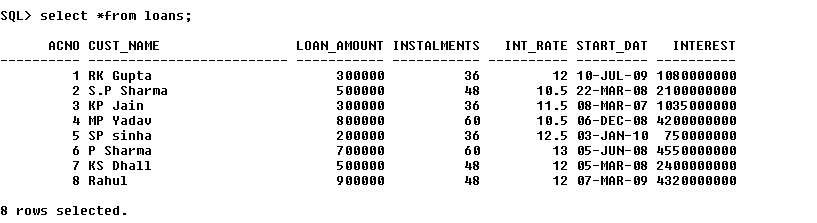 SQL> select *from loans;
ACNO CUST_NAME LOAN_AMOUNT INSTALMENTS INT_RATE START_DAT INTEREST
---------- ------------------------- ----------- ----------- ---------- --------- ----------
1 RK Gupta 300000 36 12 10-JUL-09 1080000000
2 S.P Sharma 500000 48 10.5 22-MAR-08 2100000000
3 KP Jain 300000 36 11.5 08-MAR-07 1035000000
4 MP Yadav 800000 60 10.5 06-DEC-08 4200000000
5 SP sinha 200000 36 12.5 03-JAN-10 750000000
6 P Sharma 700000 60 13 05-JUN-08 4550000000
7 KS Dhall 500000 48 12 05-MAR-08 2400000000
8 Rahul 900000 48 12 07-MAR-09 4320000000
8 rows selected.